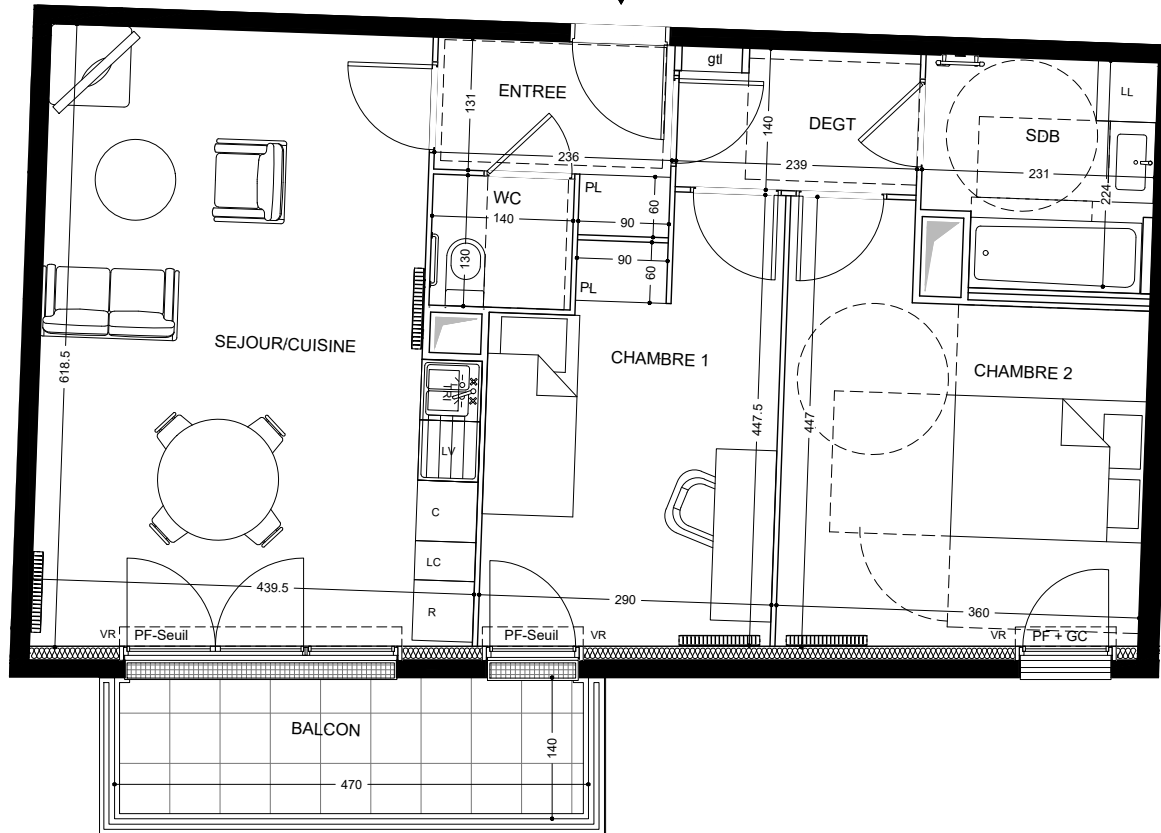 gtl
ENTREE
131
236
DEGT
140
239
SDB
LL
231
224
WC
140
130
PL
60
90
90
60
PL
SEJOUR/CUISINE
618.5
CHAMBRE 1
447.5
CHAMBRE 2
447
LV
C
LC
R
439.5
290
360
VR
PF-Seuil
PF-Seuil
VR
VR
PF + GC
BALCON
140
470